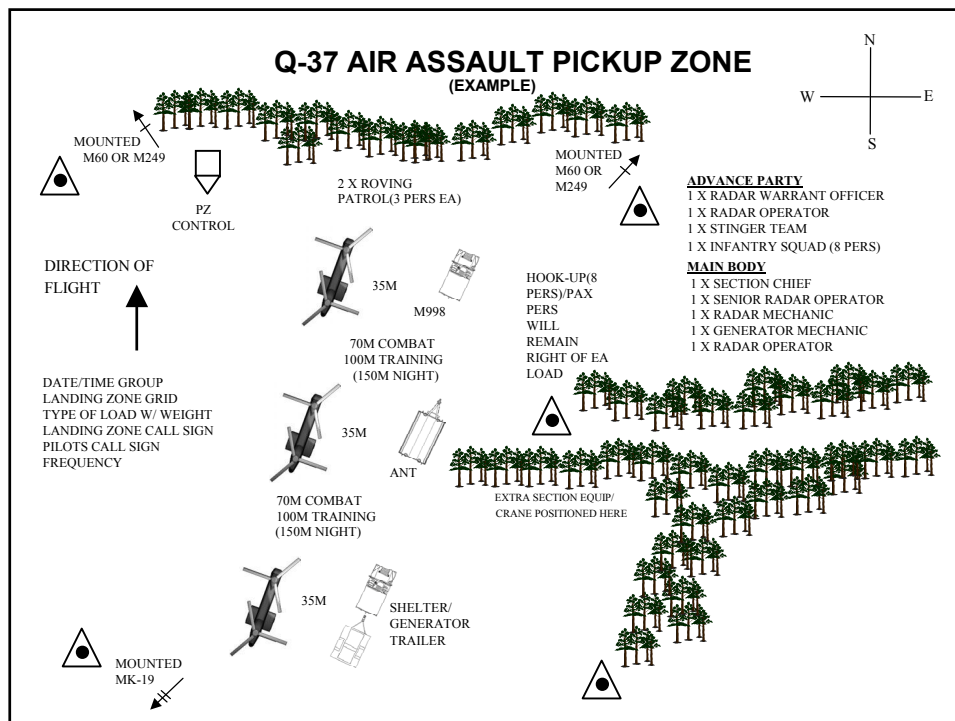 Q-37 AIR ASSAULT PICKUP ZONE
(EXAMPLE)
N
W
E
S
MOUNTED
M60 OR M249
PZ
CONTROL
2 X ROVING
PATROL(3 PERS EA)
MOUNTED
M60 OR
M249
ADVANCE PARTY
1 X RADAR WARRANT OFFICER
1 X RADAR OPERATOR
1 X STINGER TEAM
1 X INFANTRY SQUAD (8 PERS)
MAIN BODY
1 X SECTION CHIEF
1 X SENIOR RADAR OPERATOR
1 X RADAR MECHANIC
1 X GENERATOR MECHANIC
1 X RADAR OPERATOR
DIRECTION OF
FLIGHT
35M
M998
HOOK-UP(8
PERS)/PAX
PERS
WILL
REMAIN
RIGHT OF EA
LOAD
70M COMBAT
100M TRAINING
(150M NIGHT)
DATE/TIME GROUP
LANDING ZONE GRID
TYPE OF LOAD W/ WEIGHT
LANDING ZONE CALL SIGN
PILOTS CALL SIGN
FREQUENCY
35M
ANT
70M COMBAT
100M TRAINING
(150M NIGHT)
EXTRA SECTION EQUIP/
CRANE POSITIONED HERE
35M
SHELTER/
GENERATOR
TRAILER
MOUNTED
MK-19